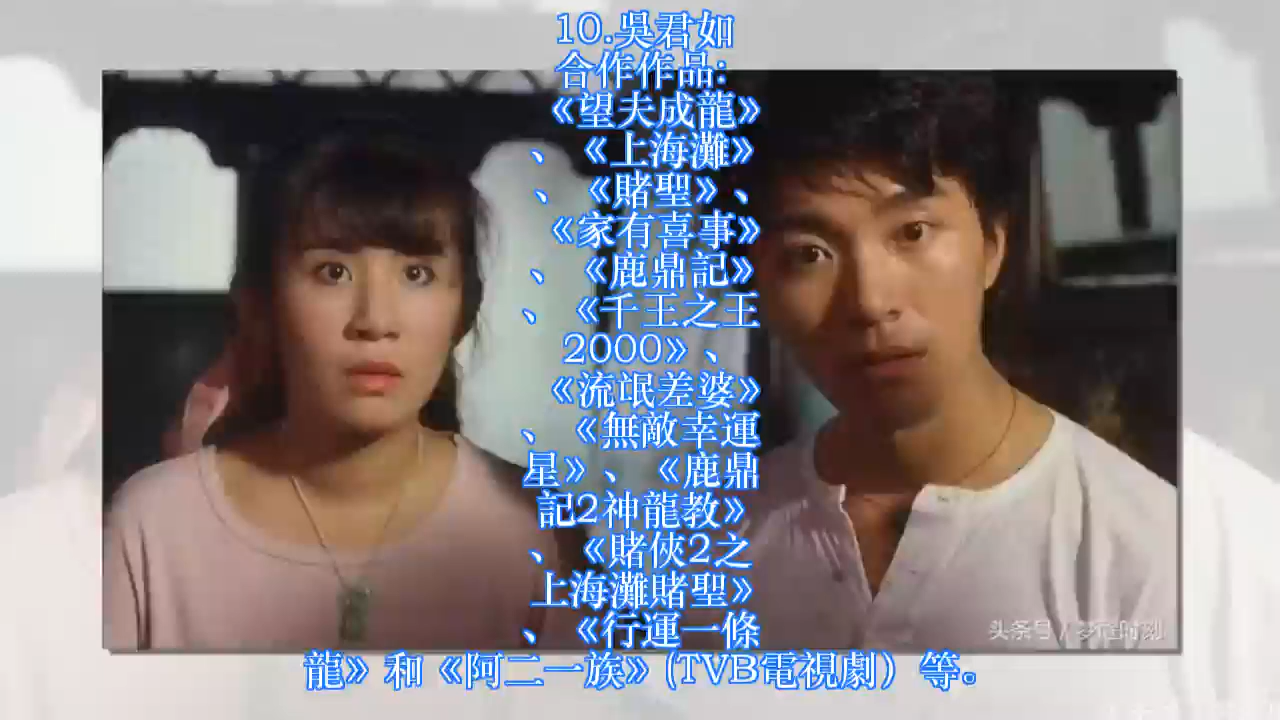 10.吳君如
合作作品:
《望夫成龍》
、《上海灘》
、《賭聖》、
《家有喜事》
、《鹿鼎記》
、《千王之王
2000》、
《流氓差婆》
、《無敵幸運
星》、《鹿鼎
記2神龍教》
、《賭俠2之
上海灘賭聖》
、《行運一條
龍》和《阿二一族》(TVB電視劇）等。
头条号 /